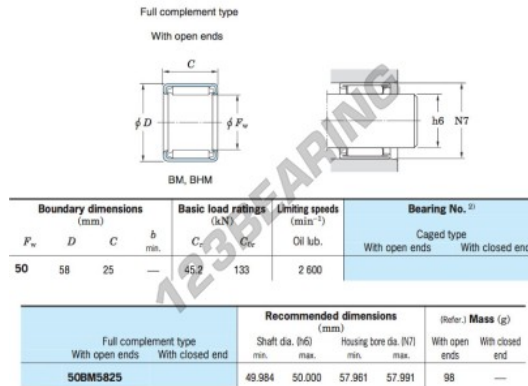 Full complement type
With open ends
C
φD
φFw
h6
N7
BM, BHM
123BEARING
Boundary dimensions Basic load ratings Limiting speeds Bearing No. 2)
(mm) (kN) (min⁻¹)
Fw D C b min. Cr C0r Oil lub. Caged type
With open ends With closed end
50 58 25 — 45.2 133 2 600
Recommended dimensions (Refer.) Mass (g)
(mm)
Full complement type Shaft dia. (h6) Housing bore dia. (N7) With open With closed
With open ends With closed end min. max. min. max. ends end
50BM5825 49.984 50.000 57.961 57.991 98 —